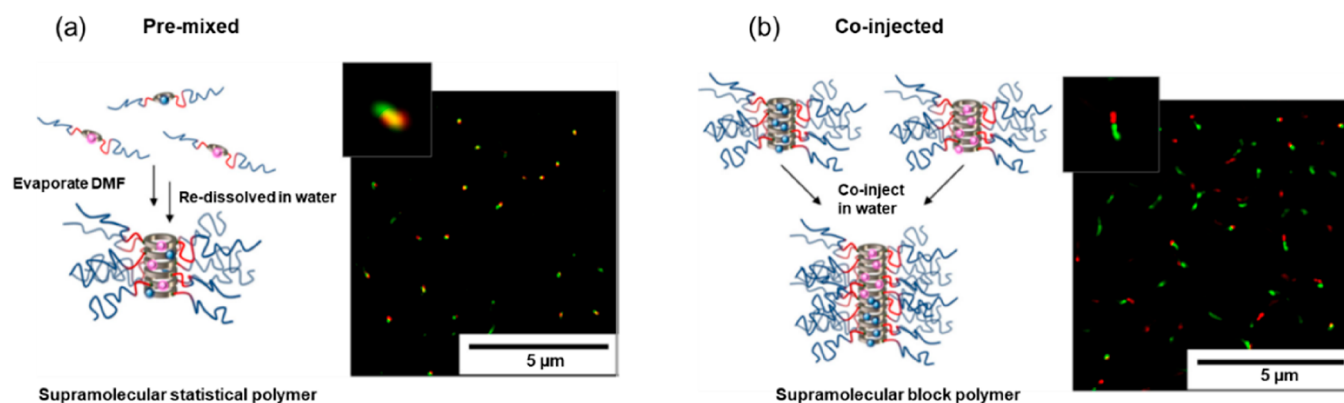 (a) Pre-mixed
Evaporate DMF
Re-dissolved in water
5 µm
Supramolecular statistical polymer
(b) Co-injected
Co-inject
in water
5 µm
Supramolecular block polymer